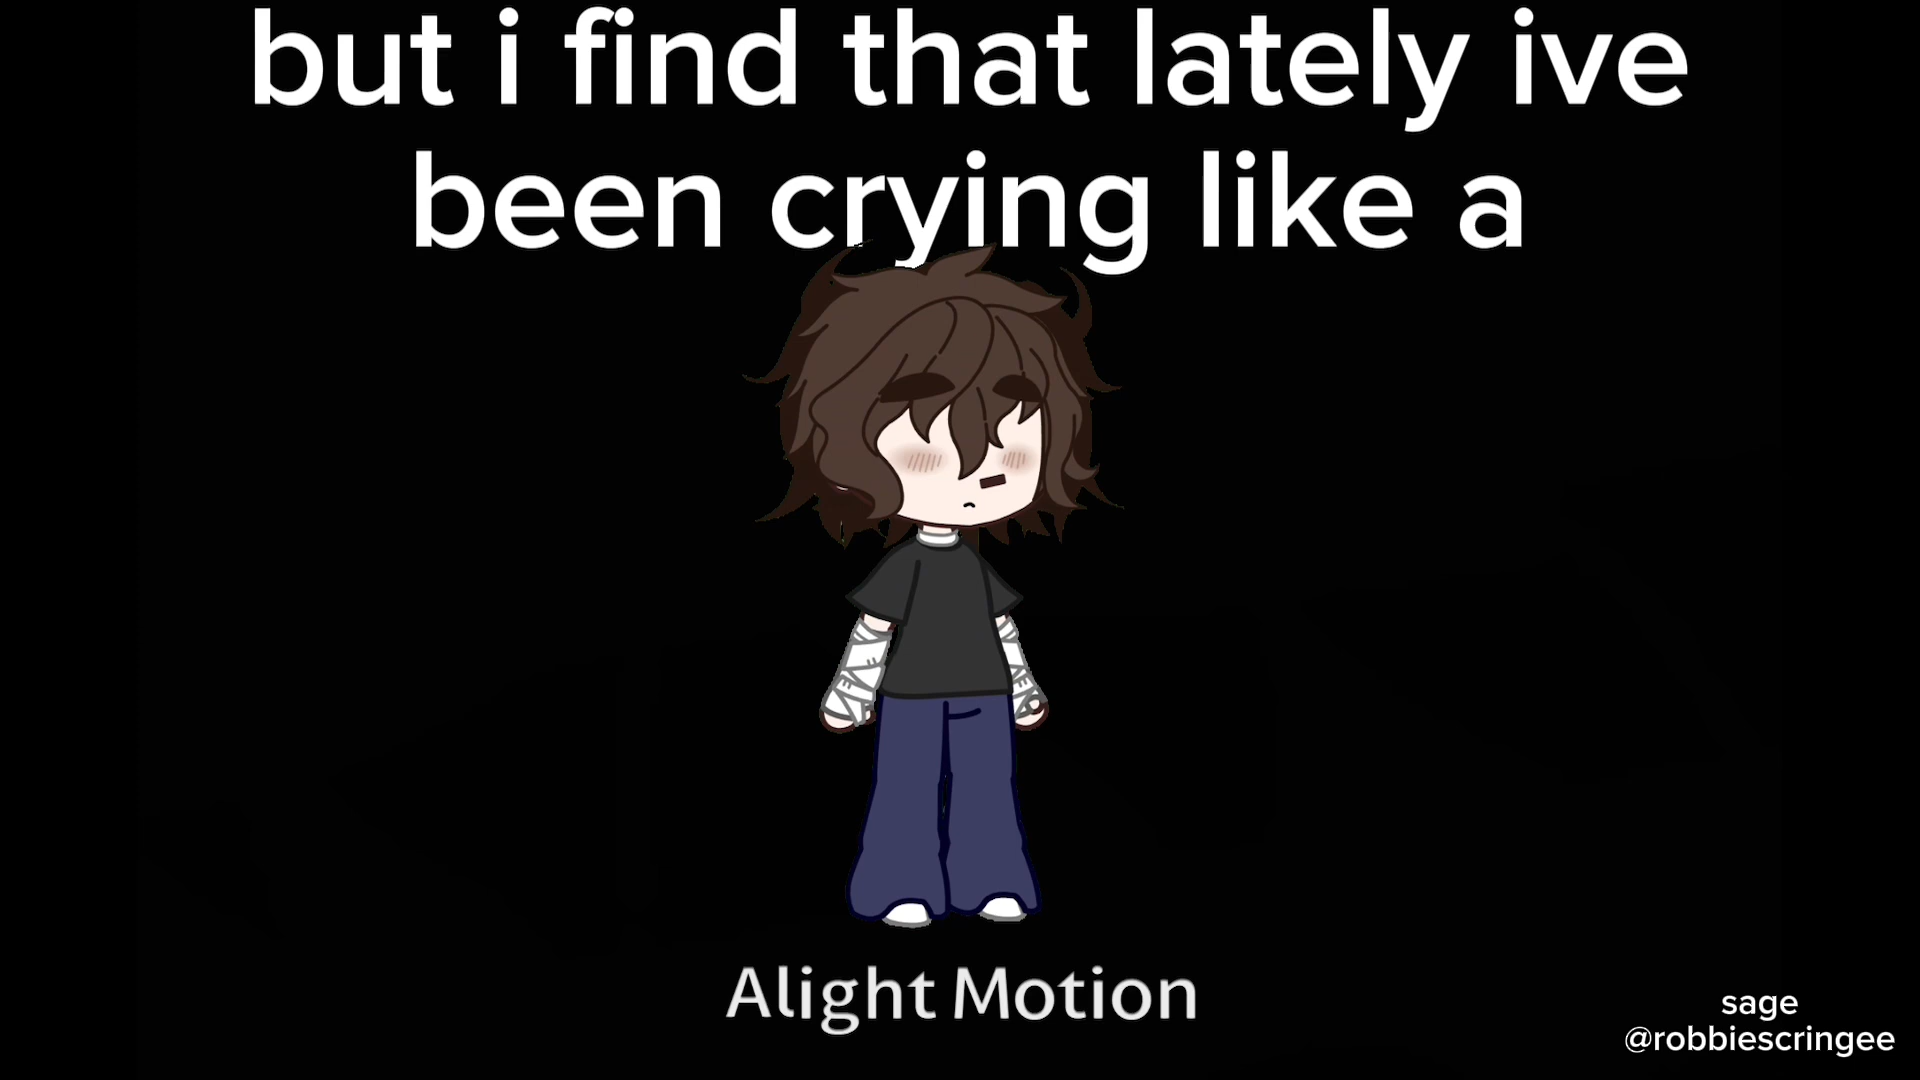 but i find that lately ive
been crying like a
Alight Motion
sage
@robbiescringee